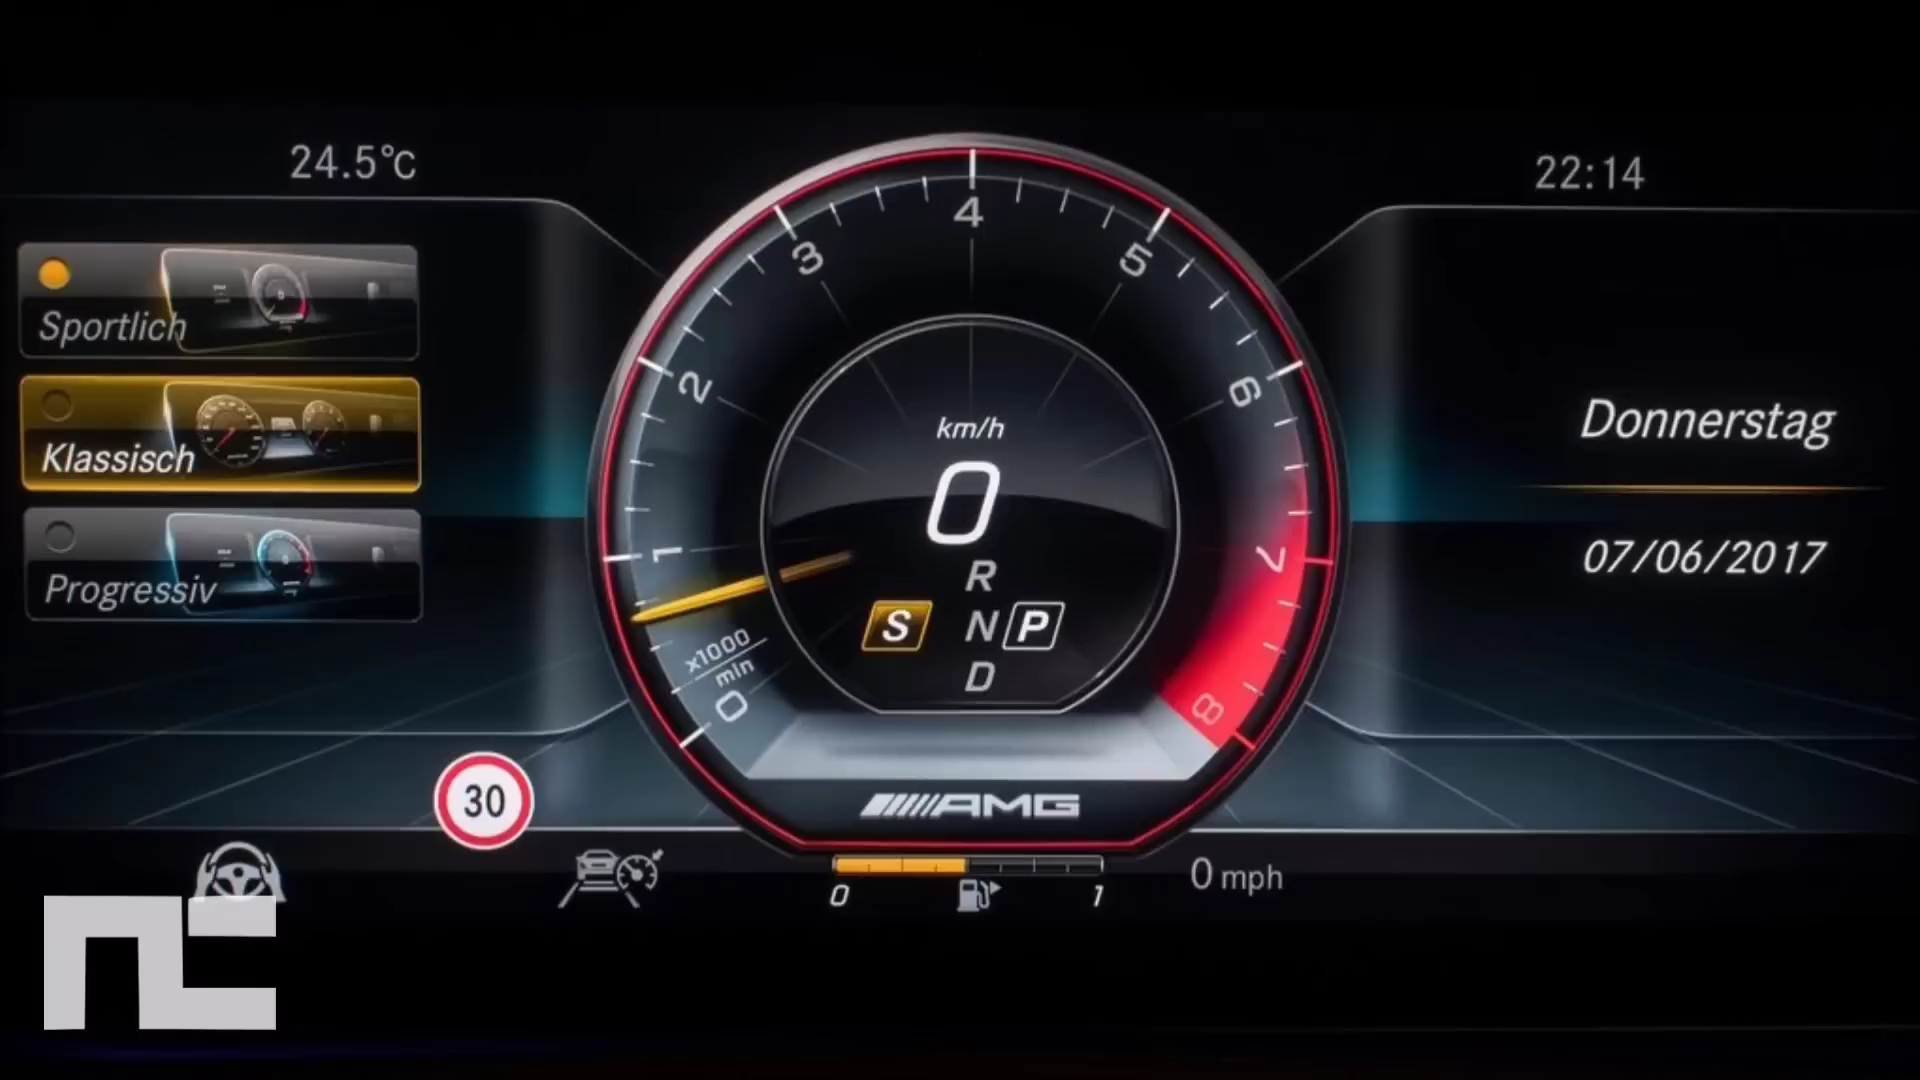 24.5°C
22:14
Sportlich
Klassisch
Progressiv
0
1
2
3
4
5
6
7
8
x1000
min
km/h
0
R
S N P
D
Donnerstag
07/06/2017
30
AMG
0 1
0 mph